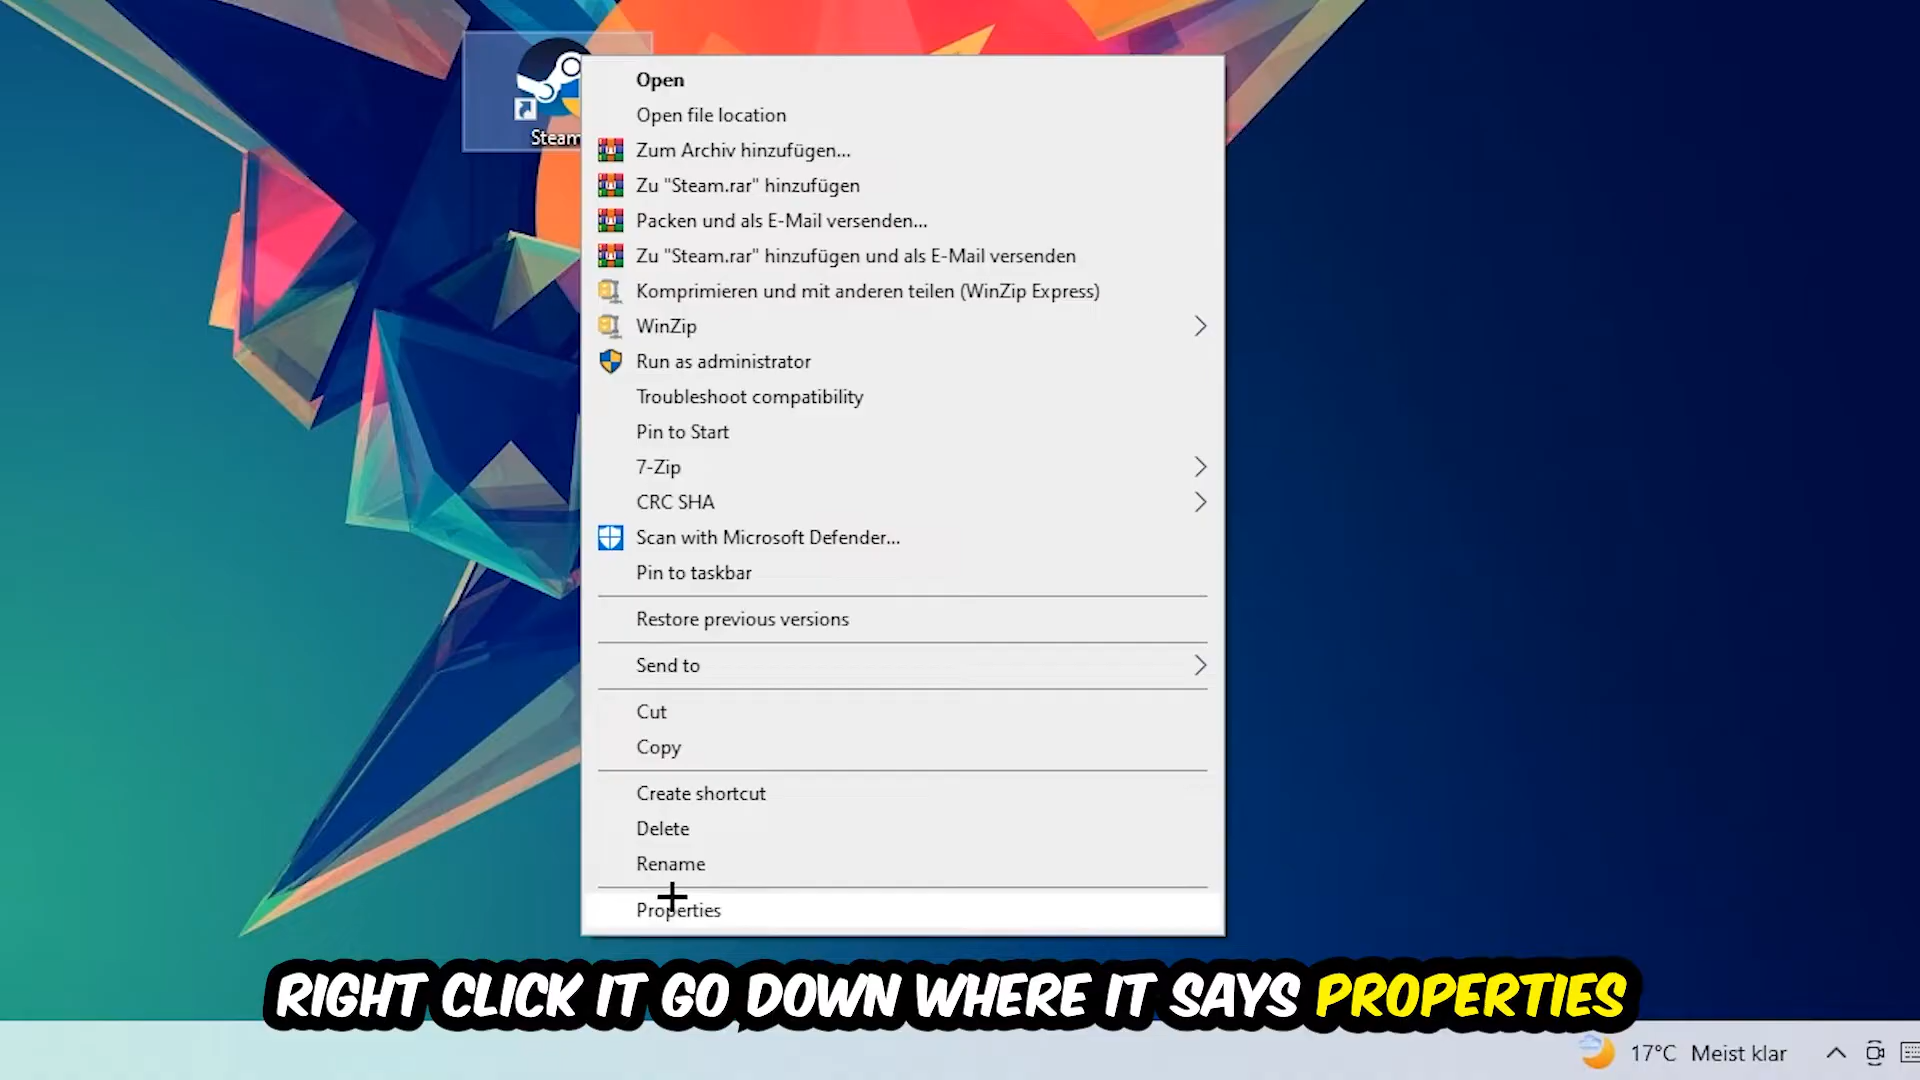 Steam
Open
Open file location
Zum Archiv hinzufügen...
Zu "Steam.rar" hinzufügen
Packen und als E-Mail versenden...
Zu "Steam.rar" hinzufügen und als E-Mail versenden
Komprimieren und mit anderen teilen (WinZip Express)
WinZip
Run as administrator
Troubleshoot compatibility
Pin to Start
7-Zip
CRC SHA
Scan with Microsoft Defender...
Pin to taskbar
Restore previous versions
Send to
Cut
Copy
Create shortcut
Delete
Rename
Properties
RIGHT CLICK IT GO DOWN WHERE IT SAYS PROPERTIES
17°C Meist klar